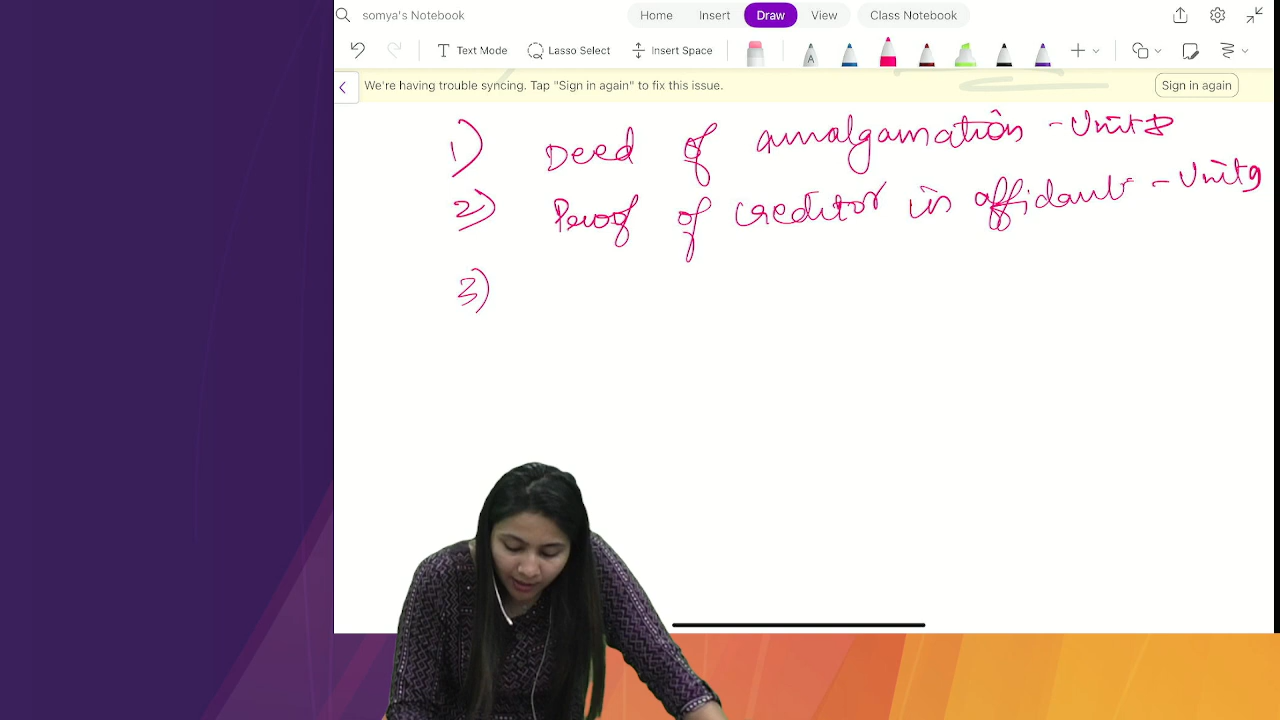 somya's Notebook
Home Insert Draw View Class Notebook
Text Mode Lasso Select Insert Space
A
We're having trouble syncing. Tap "Sign in again" to fix this issue. Sign in again
1) Deed of amalgamation - Unit 8
2) Proof of creditor in affidavit - Unit 9
3)